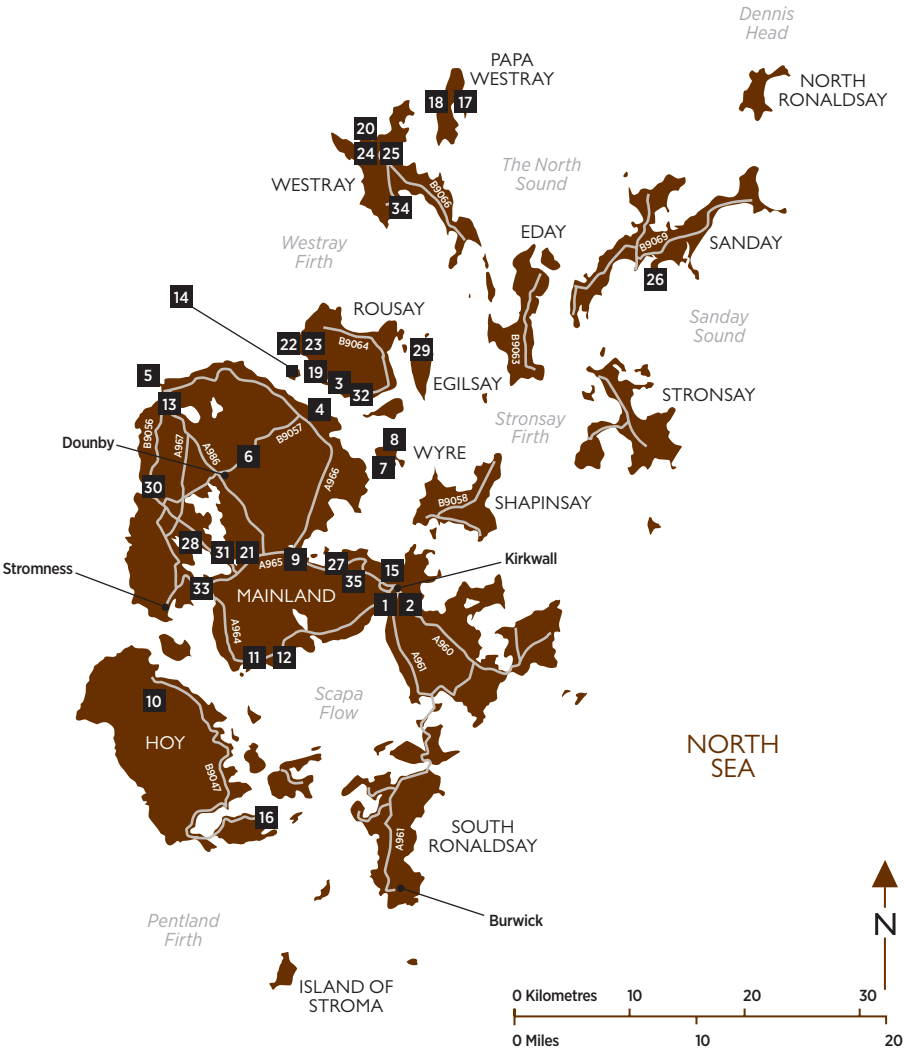 Dennis
Head
PAPA
WESTRAY
NORTH
RONALDSAY
18
17
20
24
25
The North
Sound
WESTRAY
B9066
34
EDAY
SANDAY
B9069
26
Westray
Firth
14
ROUSAY
Sanday
Sound
22
23
B9064
29
B9063
19
3
32
EGILSAY
STRONSAY
5
13
4
Stronsay
Firth
B9056
A967
A986
B9057
Dounby
6
8
WYRE
7
A966
30
B9058
SHAPINSAY
28
31
21
A965
9
27
15
Kirkwall
35
Stromness
33
MAINLAND
1
2
A964
A960
A961
11
12
Scapa
Flow
10
HOY
NORTH
SEA
B9047
16
SOUTH
RONALDSAY
A961
Burwick
N
Pentland
Firth
ISLAND OF
STROMA
0 Kilometres
10
20
30
0 Miles
10
20